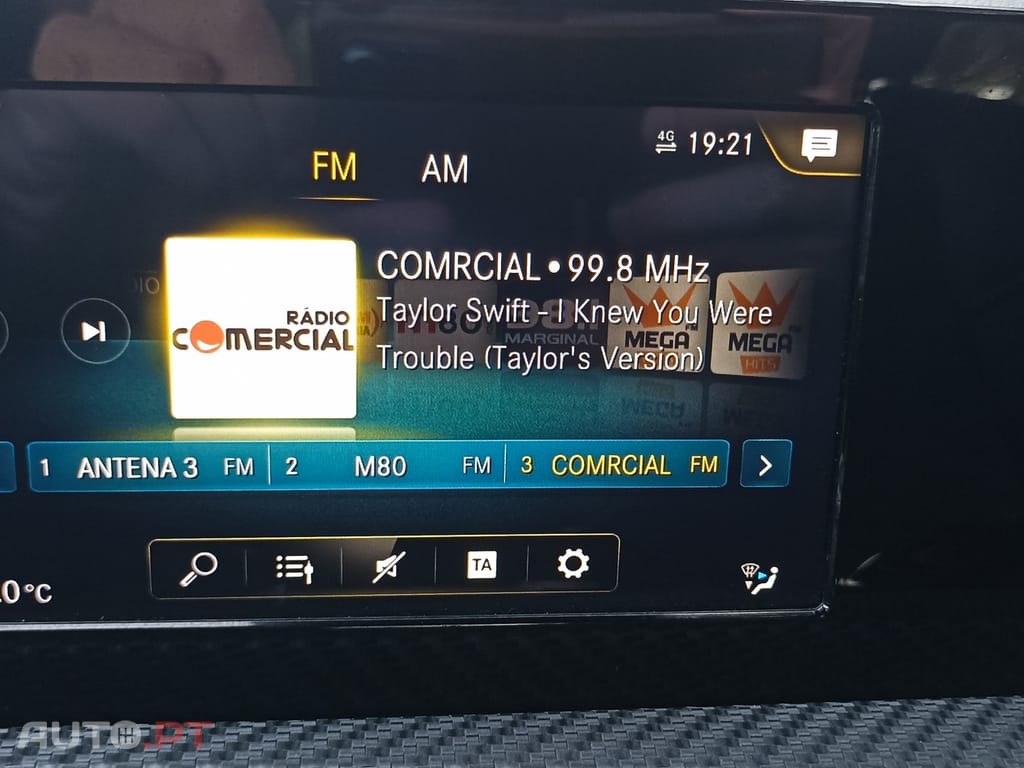 4G 19:21
FM AM
COMRCIAL • 99.8 MHz
Taylor Swift - I Knew You Were
Trouble (Taylor's Version)
RÁDIO
COMERCIAL
MARGINAL
MEGA
MEGA
HITS
1 ANTENA 3 FM 2 M80 FM 3 COMRCIAL FM
TA
.0°C
AUTO.PT